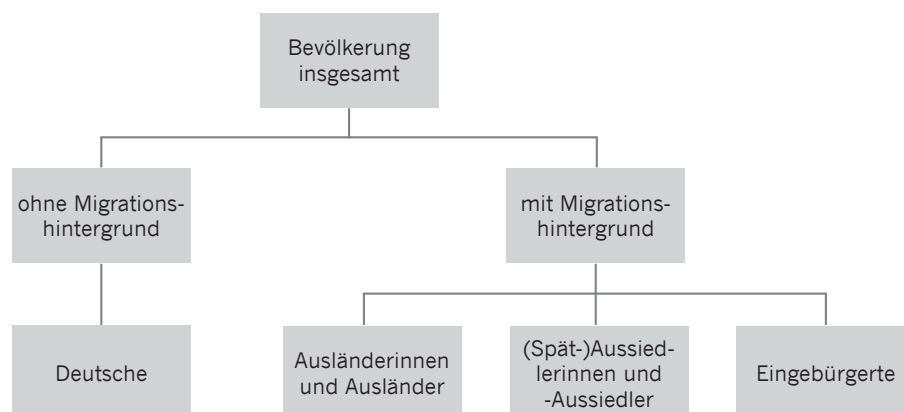 Bevölkerung
insgesamt
ohne Migrations-
hintergrund
mit Migrations-
hintergrund
Deutsche
Ausländerinnen
und Ausländer
(Spät-)Aussied-
lerinnen und
-Aussiedler
Eingebürgerte